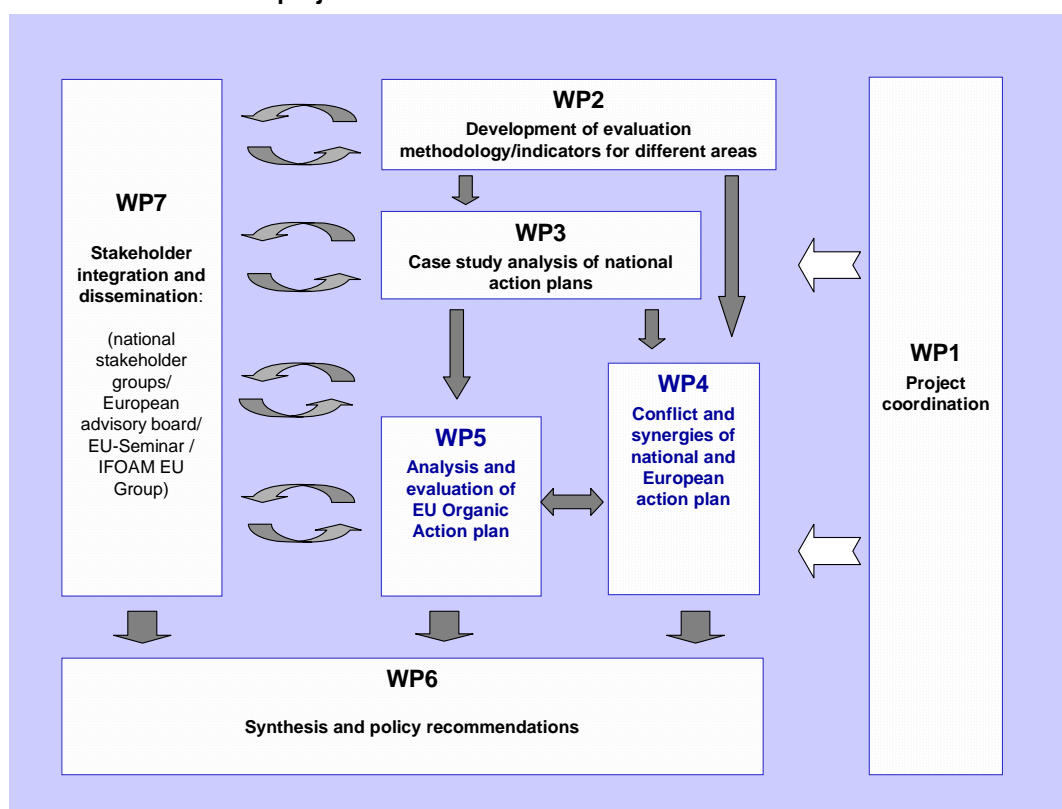 WP2
Development of evaluation
methodology/indicators for different areas
WP7
Stakeholder
integration and
dissemination:
(national
stakeholder
groups/
European
advisory board/
EU-Seminar /
IFOAM EU
Group)
WP3
Case study analysis of national
action plans
WP1
Project
coordination
WP4
Conflict and
synergies of
national and
European
action plan
WP5
Analysis and
evaluation of
EU Organic
Action plan
WP6
Synthesis and policy recommendations